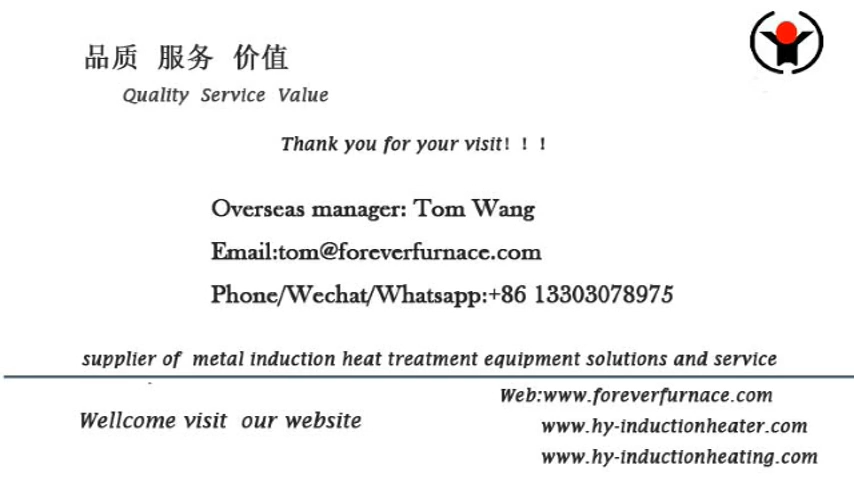 品质 服务 价值
Quality Service Value
Thank you for your visit！！！
Overseas manager: Tom Wang
Email:tom@foreverfurnace.com
Phone/Wechat/Whatsapp:+86 13303078975
supplier of metal induction heat treatment equipment solutions and service
Wellcome visit our website
Web:www.foreverfurnace.com
www.hy-inductionheater.com
www.hy-inductionheating.com